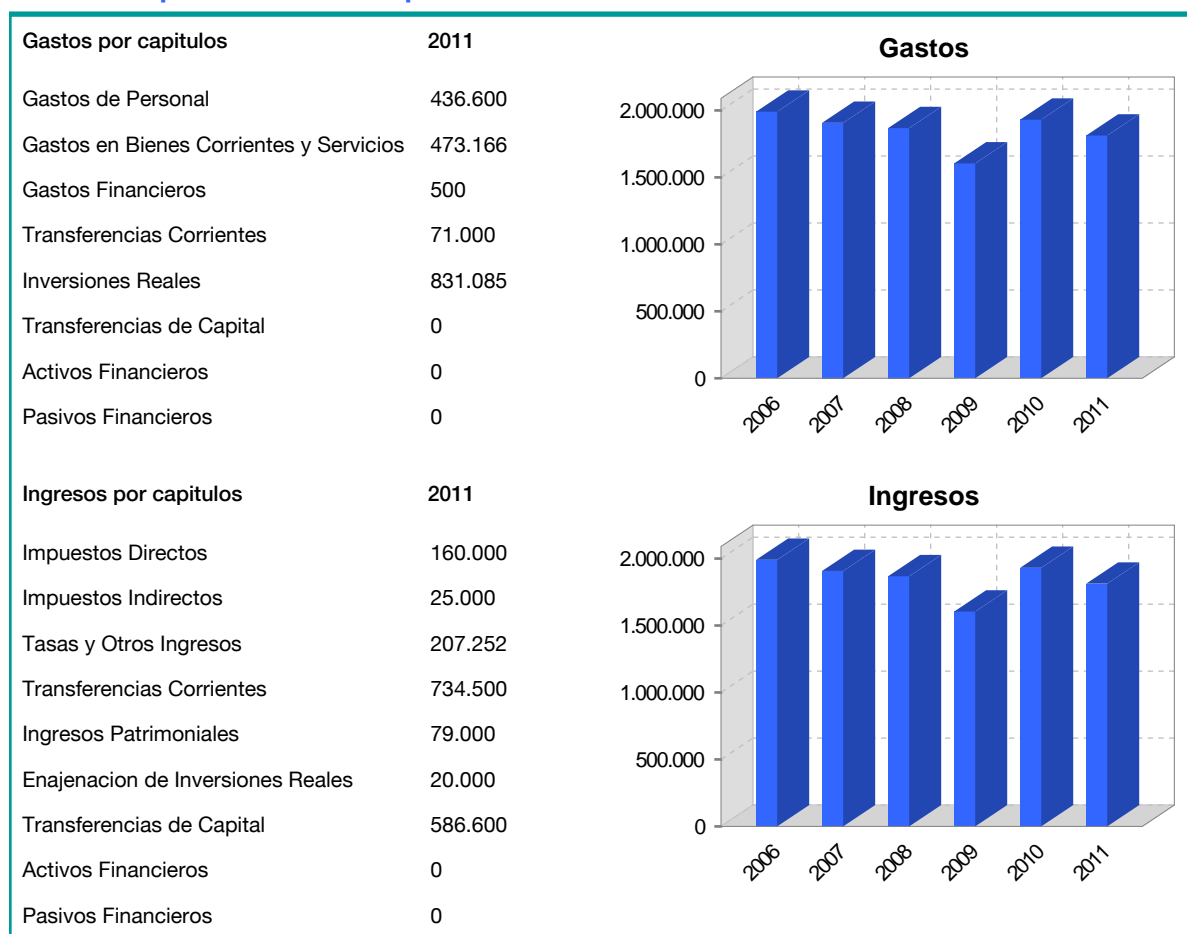 Gastos por capitulos 2011
Gastos de Personal 436.600
Gastos en Bienes Corrientes y Servicios 473.166
Gastos Financieros 500
Transferencias Corrientes 71.000
Inversiones Reales 831.085
Transferencias de Capital 0
Activos Financieros 0
Pasivos Financieros 0
Gastos
2.000.000
1.500.000
1.000.000
500.000
0
2006 2007 2008 2009 2010 2011
Ingresos por capitulos 2011
Impuestos Directos 160.000
Impuestos Indirectos 25.000
Tasas y Otros Ingresos 207.252
Transferencias Corrientes 734.500
Ingresos Patrimoniales 79.000
Enajenacion de Inversiones Reales 20.000
Transferencias de Capital 586.600
Activos Financieros 0
Pasivos Financieros 0
Ingresos
2.000.000
1.500.000
1.000.000
500.000
0
2006 2007 2008 2009 2010 2011